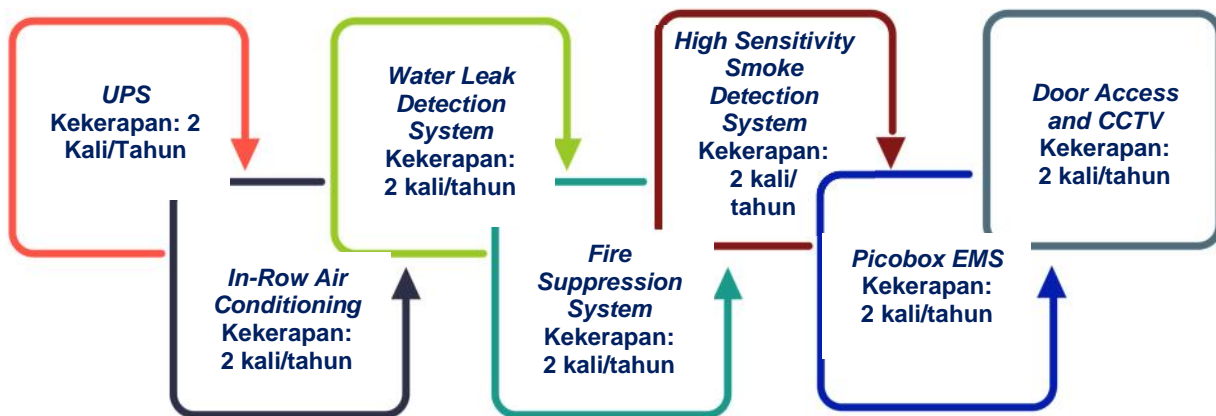 UPS
Kekerapan: 2
Kali/Tahun
In-Row Air
Conditioning
Kekerapan:
2 kali/tahun
Water Leak
Detection
System
Kekerapan:
2 kali/tahun
Fire
Suppression
System
Kekerapan:
2 kali/tahun
High Sensitivity
Smoke
Detection
System
Kekerapan:
2 kali/
tahun
Picobox EMS
Kekerapan:
2 kali/tahun
Door Access
and CCTV
Kekerapan:
2 kali/tahun